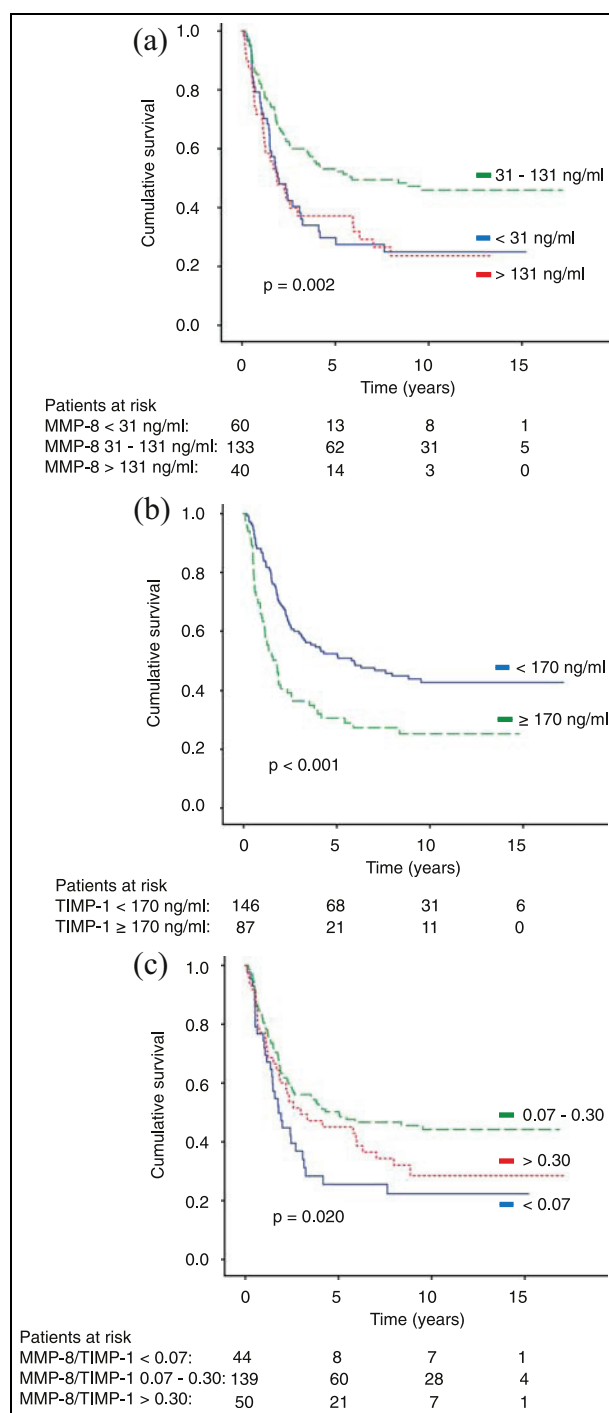 (a)
1.0
0.8
0.6
0.4
0.2
0.0
Cumulative survival
31 - 131 ng/ml
< 31 ng/ml
> 131 ng/ml
p = 0.002
0 5 10 15
Time (years)
Patients at risk
MMP-8 < 31 ng/ml: 60 13 8 1
MMP-8 31 - 131 ng/ml: 133 62 31 5
MMP-8 > 131 ng/ml: 40 14 3 0
(b)
1.0
0.8
0.6
0.4
0.2
0.0
Cumulative survival
< 170 ng/ml
≥ 170 ng/ml
p < 0.001
0 5 10 15
Time (years)
Patients at risk
TIMP-1 < 170 ng/ml: 146 68 31 6
TIMP-1 ≥ 170 ng/ml: 87 21 11 0
(c)
1.0
0.8
0.6
0.4
0.2
0.0
Cumulative survival
0.07 - 0.30
> 0.30
< 0.07
p = 0.020
0 5 10 15
Time (years)
Patients at risk
MMP-8/TIMP-1 < 0.07: 44 8 7 1
MMP-8/TIMP-1 0.07 - 0.30: 139 60 28 4
MMP-8/TIMP-1 > 0.30: 50 21 7 1